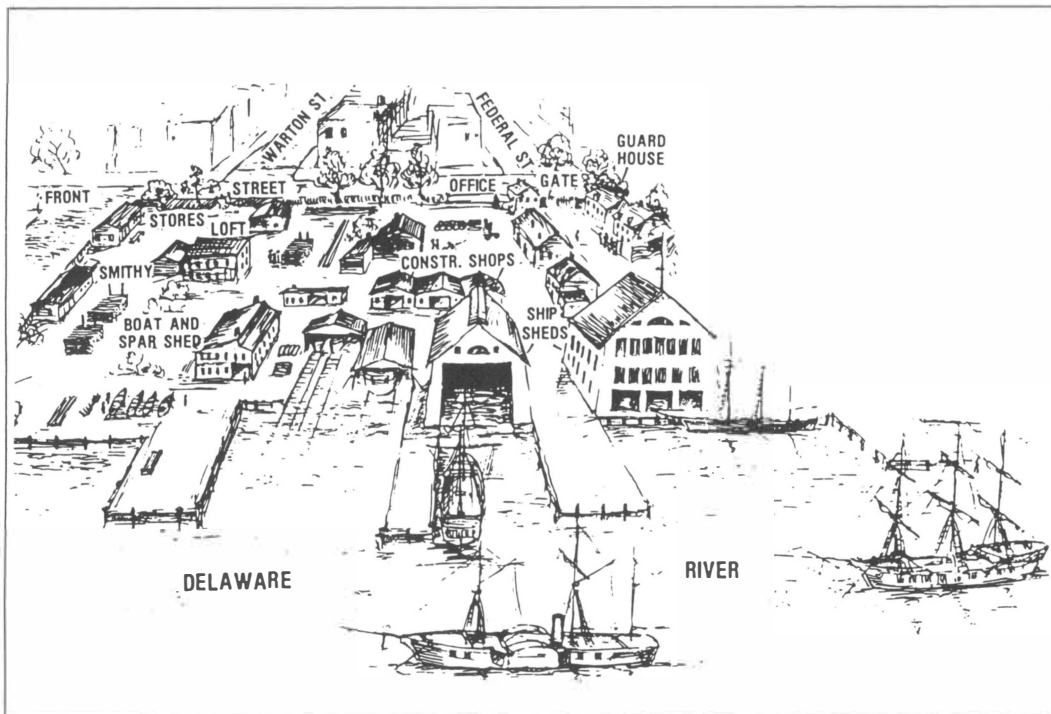 WARTON ST
FEDERAL ST
GUARD
HOUSE
FRONT
STREET
OFFICE
GATE
STORES
LOFT
CONSTR. SHOPS
SMITHY
BOAT AND
SPAR SHED
SHIP
SHEDS
DELAWARE
RIVER